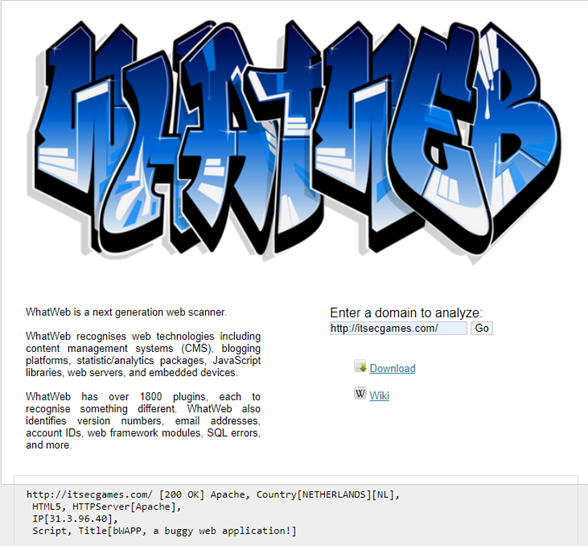 WHATWEB
WhatWeb is a next generation web scanner.
WhatWeb recognises web technologies including
content management systems (CMS), blogging
platforms, statistic/analytics packages, JavaScript
libraries, web servers, and embedded devices.
WhatWeb has over 1800 plugins, each to
recognise something different. WhatWeb also
identifies version numbers, email addresses,
account IDs, web framework modules, SQL errors,
and more.
Enter a domain to analyze:
http://itsecgames.com/ Go
Download
W Wiki
http://itsecgames.com/ [200 OK] Apache, Country[NETHERLANDS][NL],
HTML5, HTTPServer[Apache],
IP[31.3.96.40],
Script, Title[bWAPP, a buggy web application!]